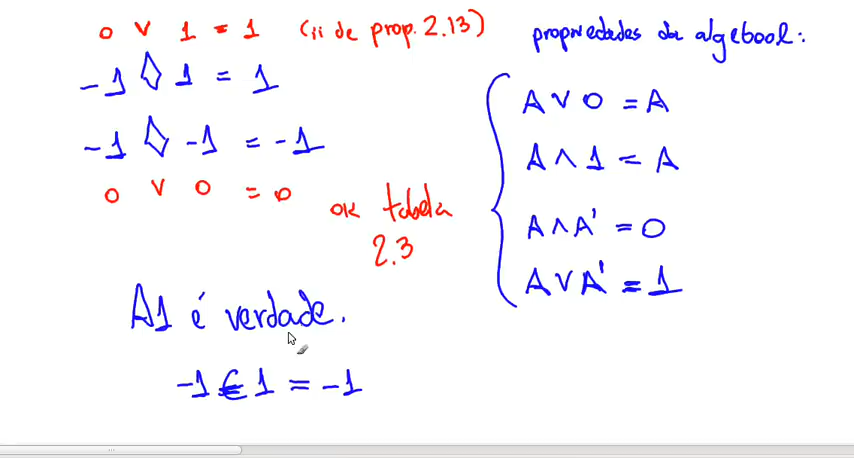 0 ∨ 1 = 1 (ii de prop. 2.13)
-1 ◊ 1 = 1
-1 ◊ -1 = -1
0 ∨ 0 = 0
ok tabela
2.3
A1 é verdade.
-1 € 1 = -1
propriedades da algebool:
A ∨ 0 = A
A ∧ 1 = A
A ∧ A' = 0
A ∨ A' = 1